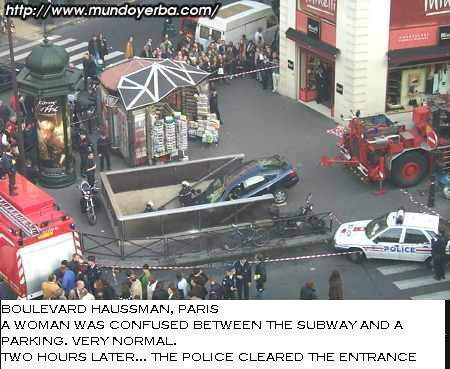 http://www.mundoyerba.com/
POLICE
BOULEVARD HAUSSMANN, PARIS
A WOMAN WAS CONFUSED BETWEEN THE SUBWAY AND A
PARKING. VERY NORMAL.
TWO HOURS LATER... THE POLICE CLEARED THE ENTRANCE